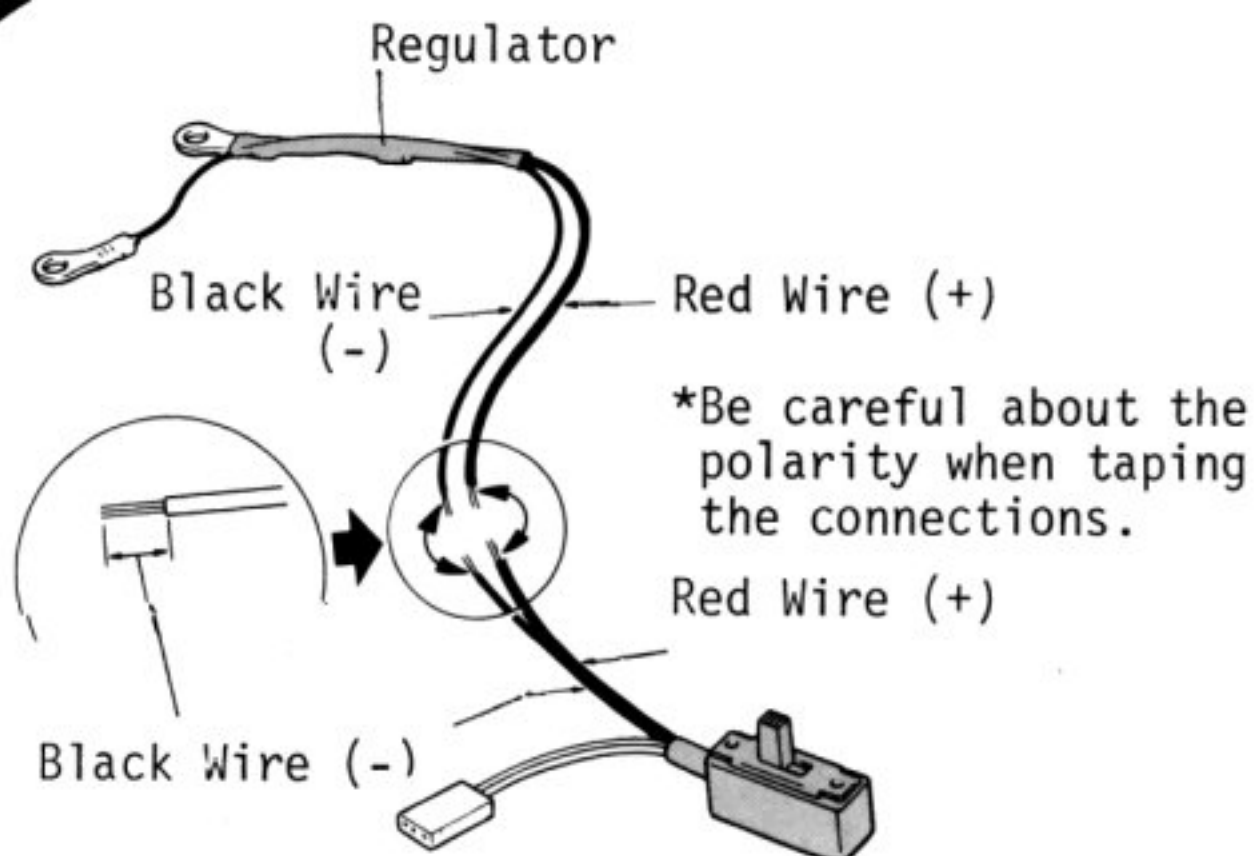 Regulator
Black Wire
(-)
Red Wire (+)
*Be careful about the
polarity when taping
the connections.
Red Wire (+)
Black Wire (-)